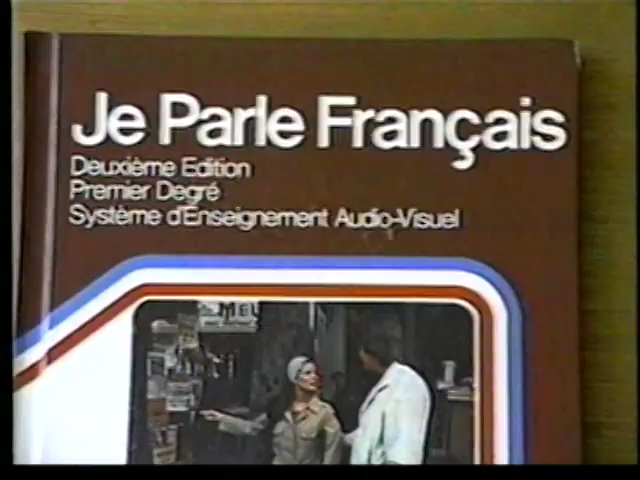 Je Parle Français
Deuxième Edition
Premier Degré
Système d'Enseignement Audio-Visuel